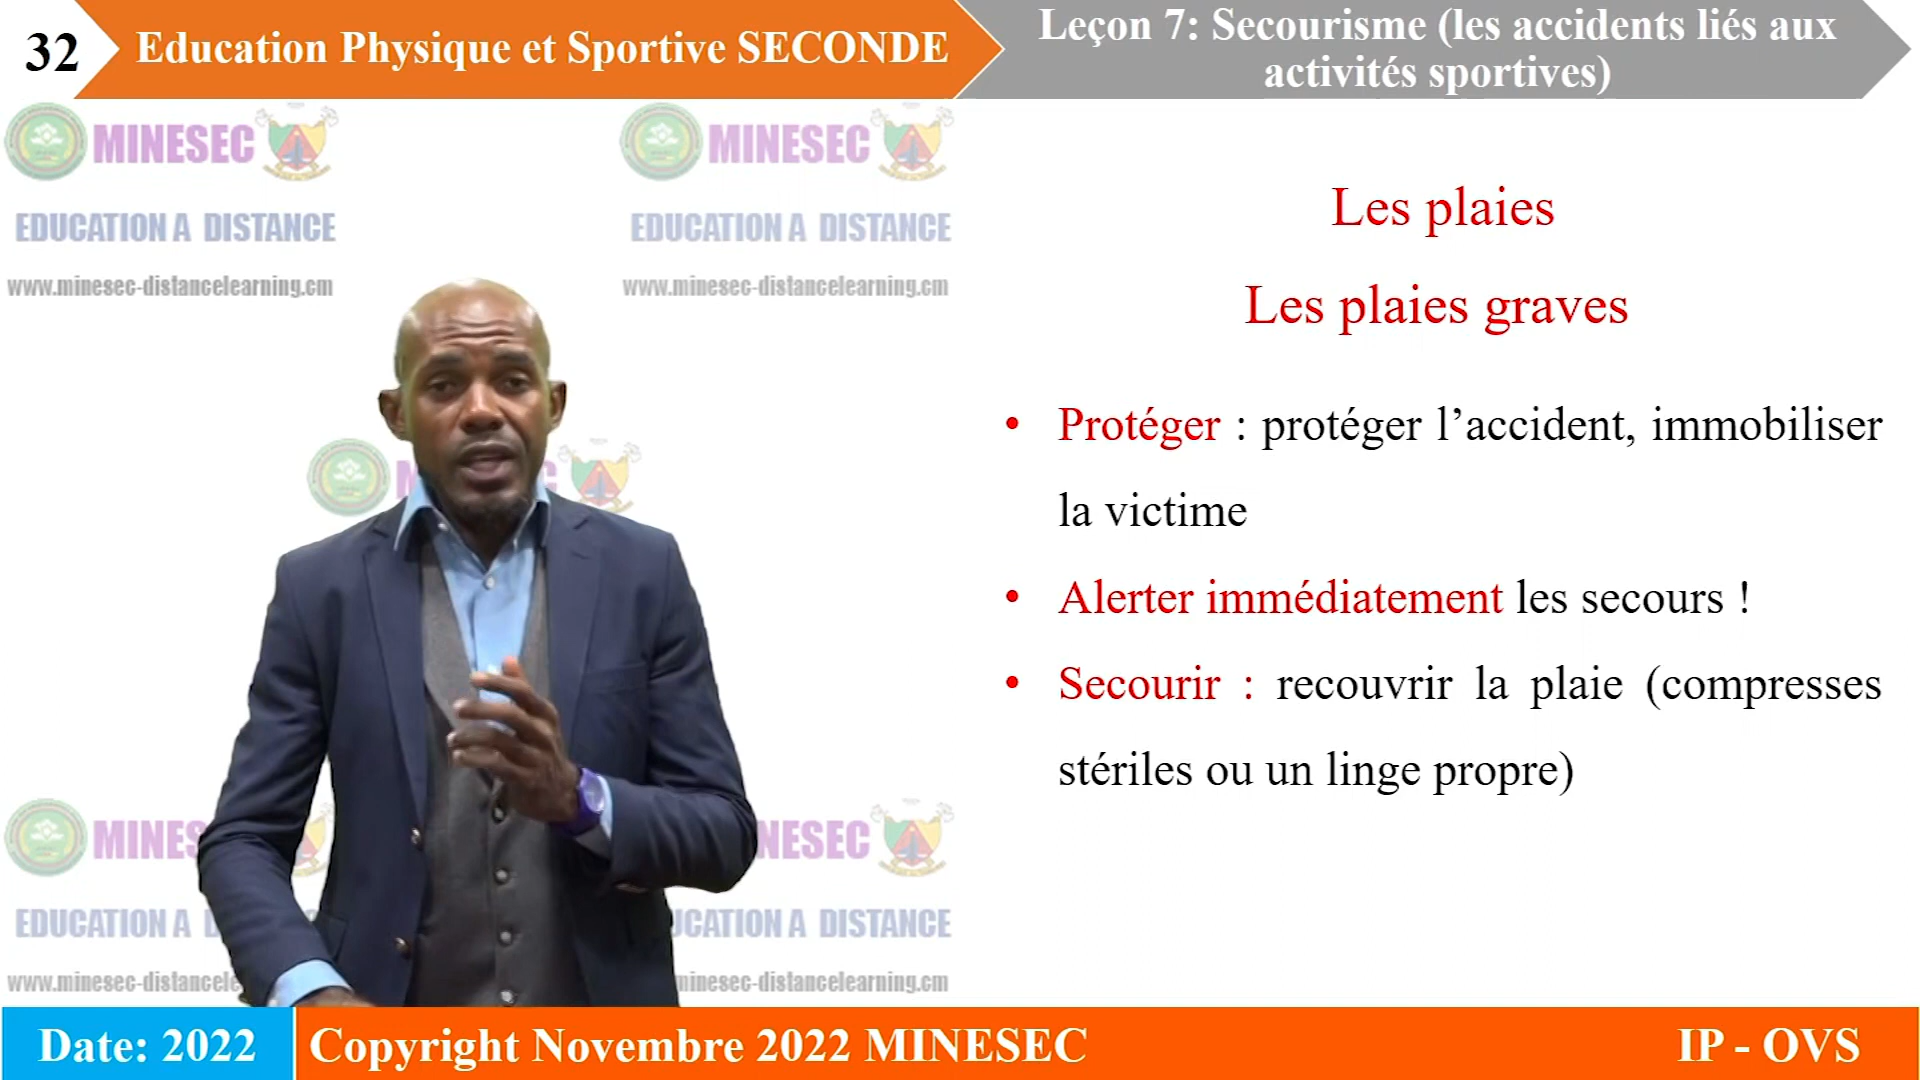 32
Education Physique et Sportive SECONDE
Leçon 7: Secourisme (les accidents liés aux
activités sportives)
MINESEC
EDUCATION A DISTANCE
www.minesec-distancelearning.cm
MINESEC
EDUCATION A DISTANCE
www.minesec-distancelearning.cm
Les plaies
Les plaies graves
• Protéger : protéger l’accident, immobiliser
la victime
• Alerter immédiatement les secours !
• Secourir : recouvrir la plaie (compresses
stériles ou un linge propre)
MINES
NESEC
EDUCATION A D
UCATION A DISTANCE
www.minesec-distancele
minesec-distancelearning.cm
Date: 2022
Copyright Novembre 2022 MINESEC
IP - OVS